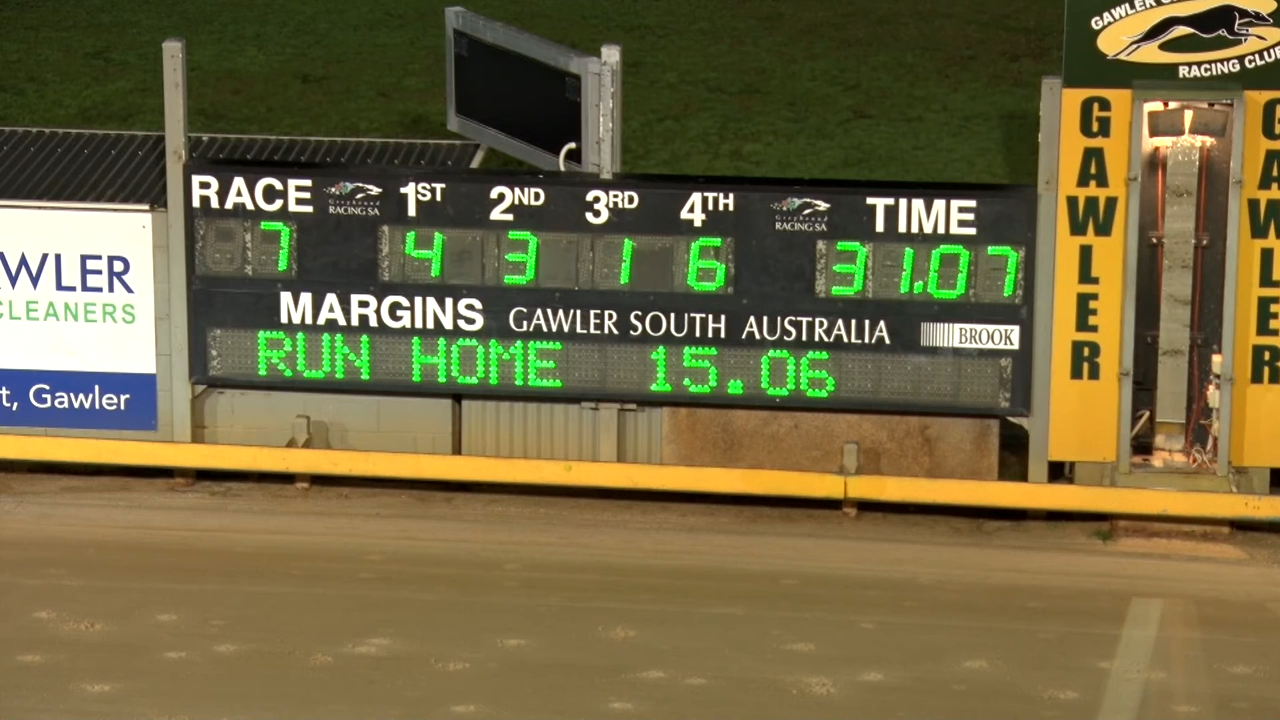 GAWLER
RACING CLUB
GAWLER
GAWLER
RACE
Greyhound
RACING SA
1ST
2ND
3RD
4TH
Greyhound
RACING SA
TIME
7
4
3
1
6
31.07
MARGINS
GAWLER SOUTH AUSTRALIA
BROOK
RUN HOME 15.06
WLER
CLEANERS
t, Gawler